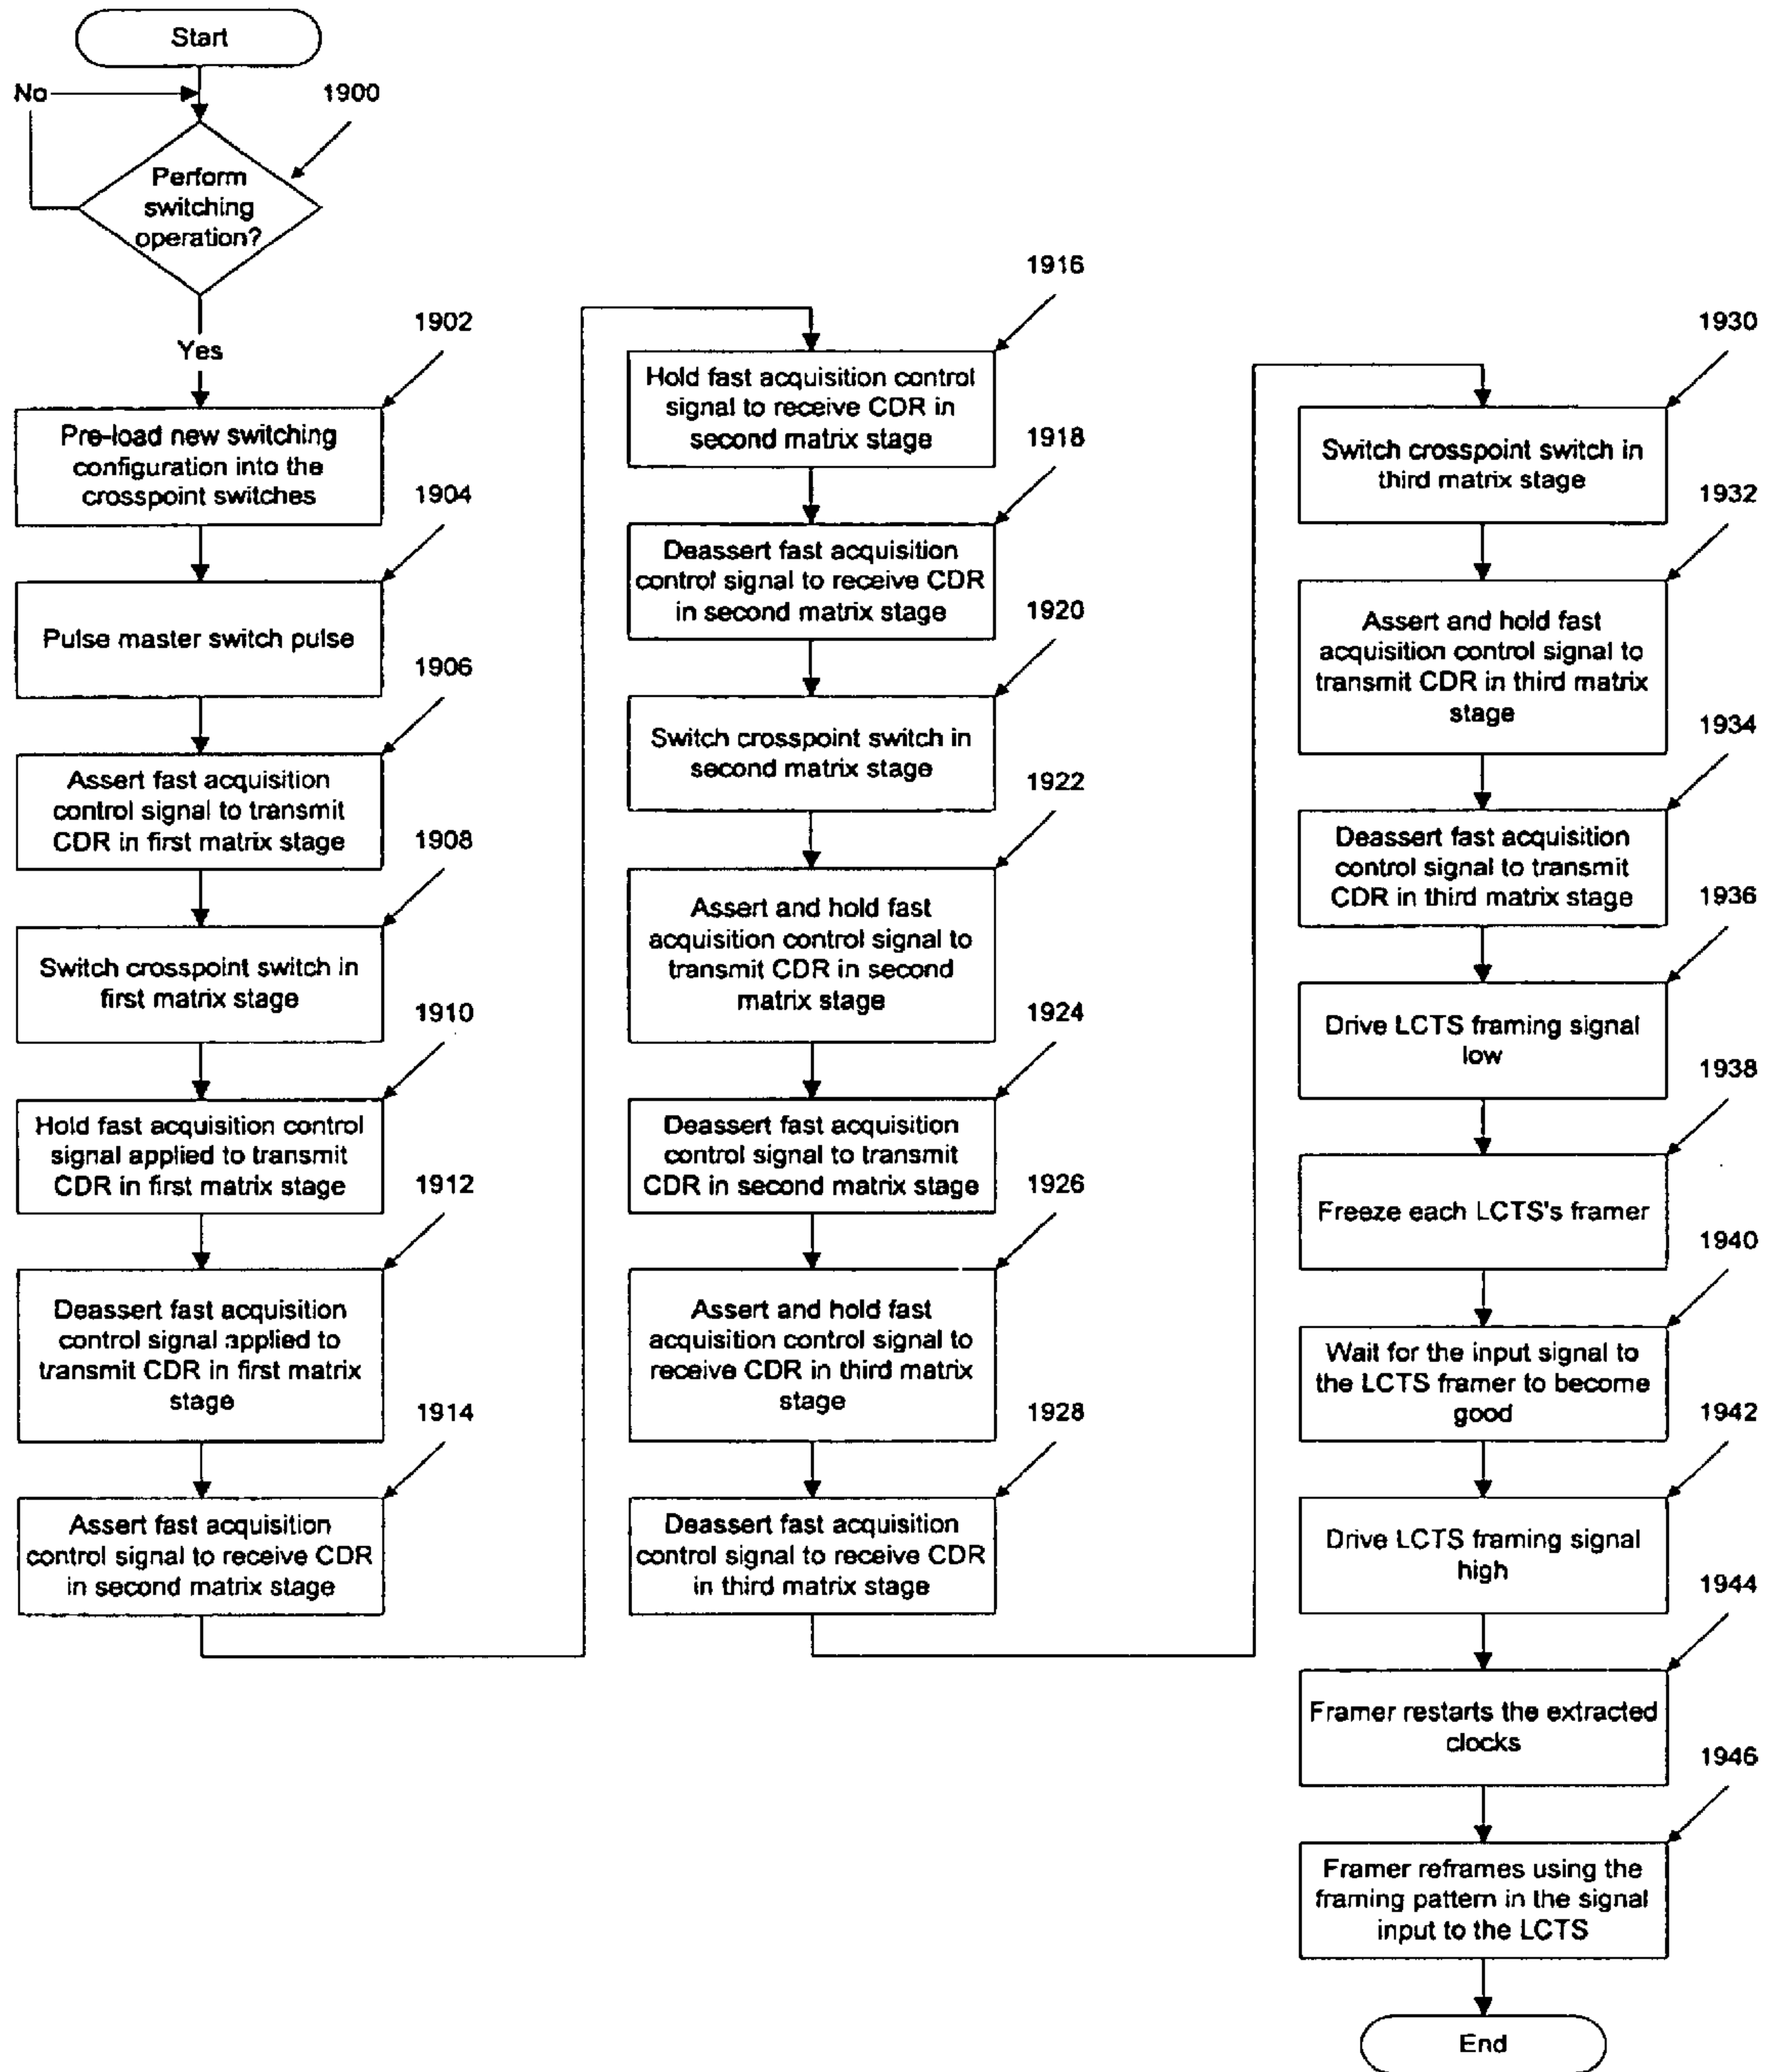 Start
No
1900
Perform
switching
operation?
Yes
1902
Pre-load new switching
configuration into the
crosspoint switches
1904
Pulse master switch pulse
1906
Assert fast acquisition
control signal to transmit
CDR in first matrix stage
1908
Switch crosspoint switch in
first matrix stage
1910
Hold fast acquisition control
signal applied to transmit
CDR in first matrix stage
1912
Deassert fast acquisition
control signal applied to
transmit CDR in first matrix
stage
1914
Assert fast acquisition
control signal to receive CDR
in second matrix stage
1916
Hold fast acquisition control
signal to receive CDR in
second matrix stage
1918
Deassert fast acquisition
control signal to receive CDR
in second matrix stage
1920
Switch crosspoint switch in
second matrix stage
1922
Assert and hold fast
acquisition control signal to
transmit CDR in second
matrix stage
1924
Deassert fast acquisition
control signal to transmit
CDR in second matrix stage
1926
Assert and hold fast
acquisition control signal to
receive CDR in third matrix
stage
1928
Deassert fast acquisition
control signal to receive CDR
in third matrix stage
1930
Switch crosspoint switch in
third matrix stage
1932
Assert and hold fast
acquisition control signal to
transmit CDR in third matrix
stage
1934
Deassert fast acquisition
control signal to transmit
CDR in third matrix stage
1936
Drive LCTS framing signal
low
1938
Freeze each LCTS's framer
1940
Wait for the input signal to
the LCTS framer to become
good
1942
Drive LCTS framing signal
high
1944
Framer restarts the extracted
clocks
1946
Framer reframes using the
framing pattern in the signal
input to the LCTS
End